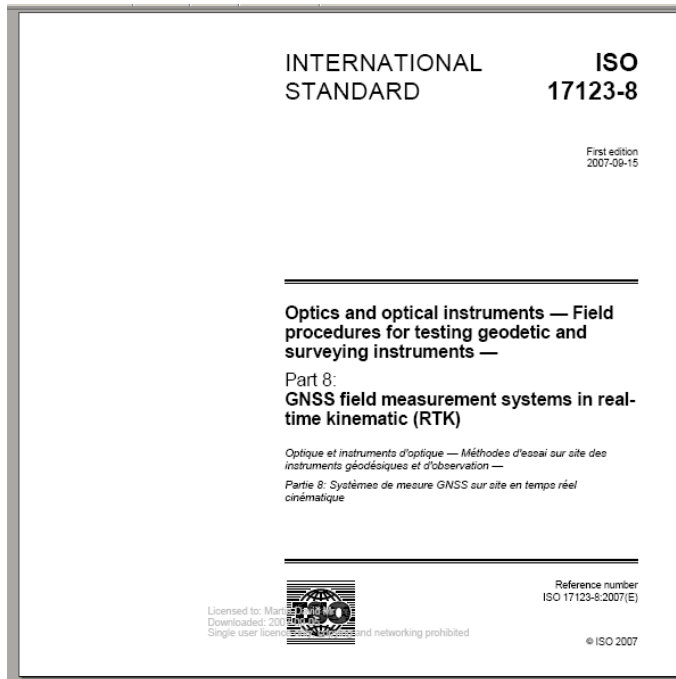 INTERNATIONAL
STANDARD
ISO
17123-8
First edition
2007-09-15
Optics and optical instruments — Field
procedures for testing geodetic and
surveying instruments —
Part 8:
GNSS field measurement systems in real-
time kinematic (RTK)
Optique et instruments d'optique — Méthodes d'essai sur site des
instruments géodésiques et d'observation —
Partie 8: Systèmes de mesure GNSS sur site en temps réel
cinématique
Reference number
ISO 17123-8:2007(E)
Licensed to:
Downloaded:
Single user and networking prohibited
© ISO 2007